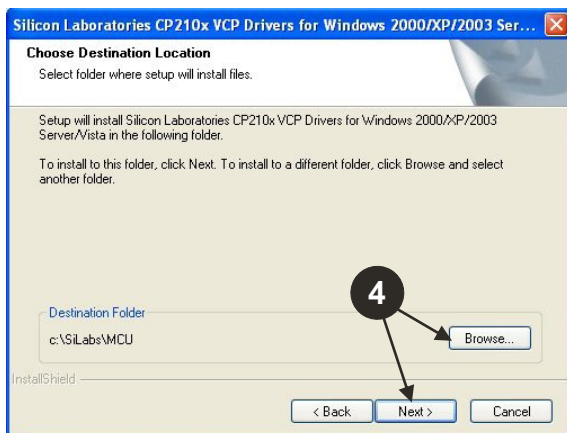 Silicon Laboratories CP210x VCP Drivers for Windows 2000/XP/2003 Ser...
Choose Destination Location
Select folder where setup will install files.
Setup will install Silicon Laboratories CP210x VCP Drivers for Windows 2000/XP/2003
Server/Vista in the following folder.
To install to this folder, click Next. To install to a different folder, click Browse and select
another folder.
4
Destination Folder
c:\SiLabs\MCU
Browse...
InstallShield
< Back
Next >
Cancel